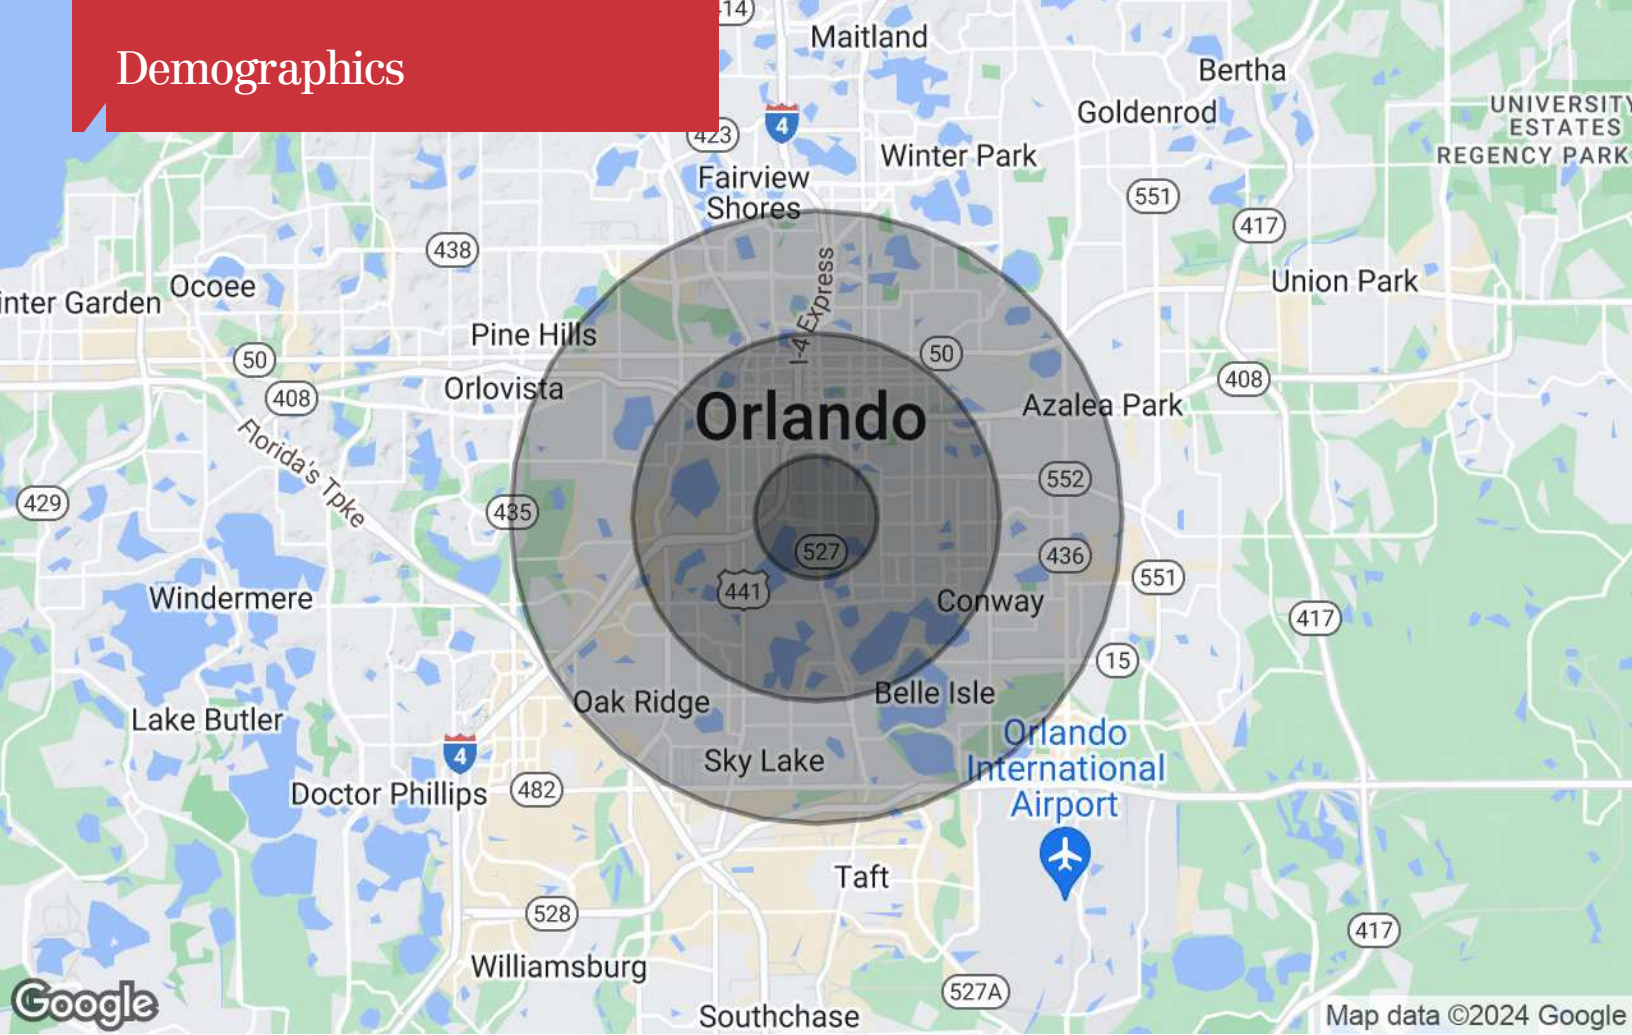 Demographics
414
Maitland
Bertha
Goldenrod
UNIVERSITY
ESTATES
REGENCY PARK
423
4
Winter Park
Fairview
Shores
551
417
438
I-4 Express
Ocoee
Union Park
inter Garden
Pine Hills
50
50
408
Orlovista
408
Orlando
Azalea Park
Florida's Tpke
552
429
435
527
436
551
441
Windermere
Conway
417
15
Oak Ridge
Belle Isle
Lake Butler
Orlando
International
Airport
4
Sky Lake
482
Doctor Phillips
Taft
528
417
Williamsburg
527A
Google
Southchase
Map data ©2024 Google